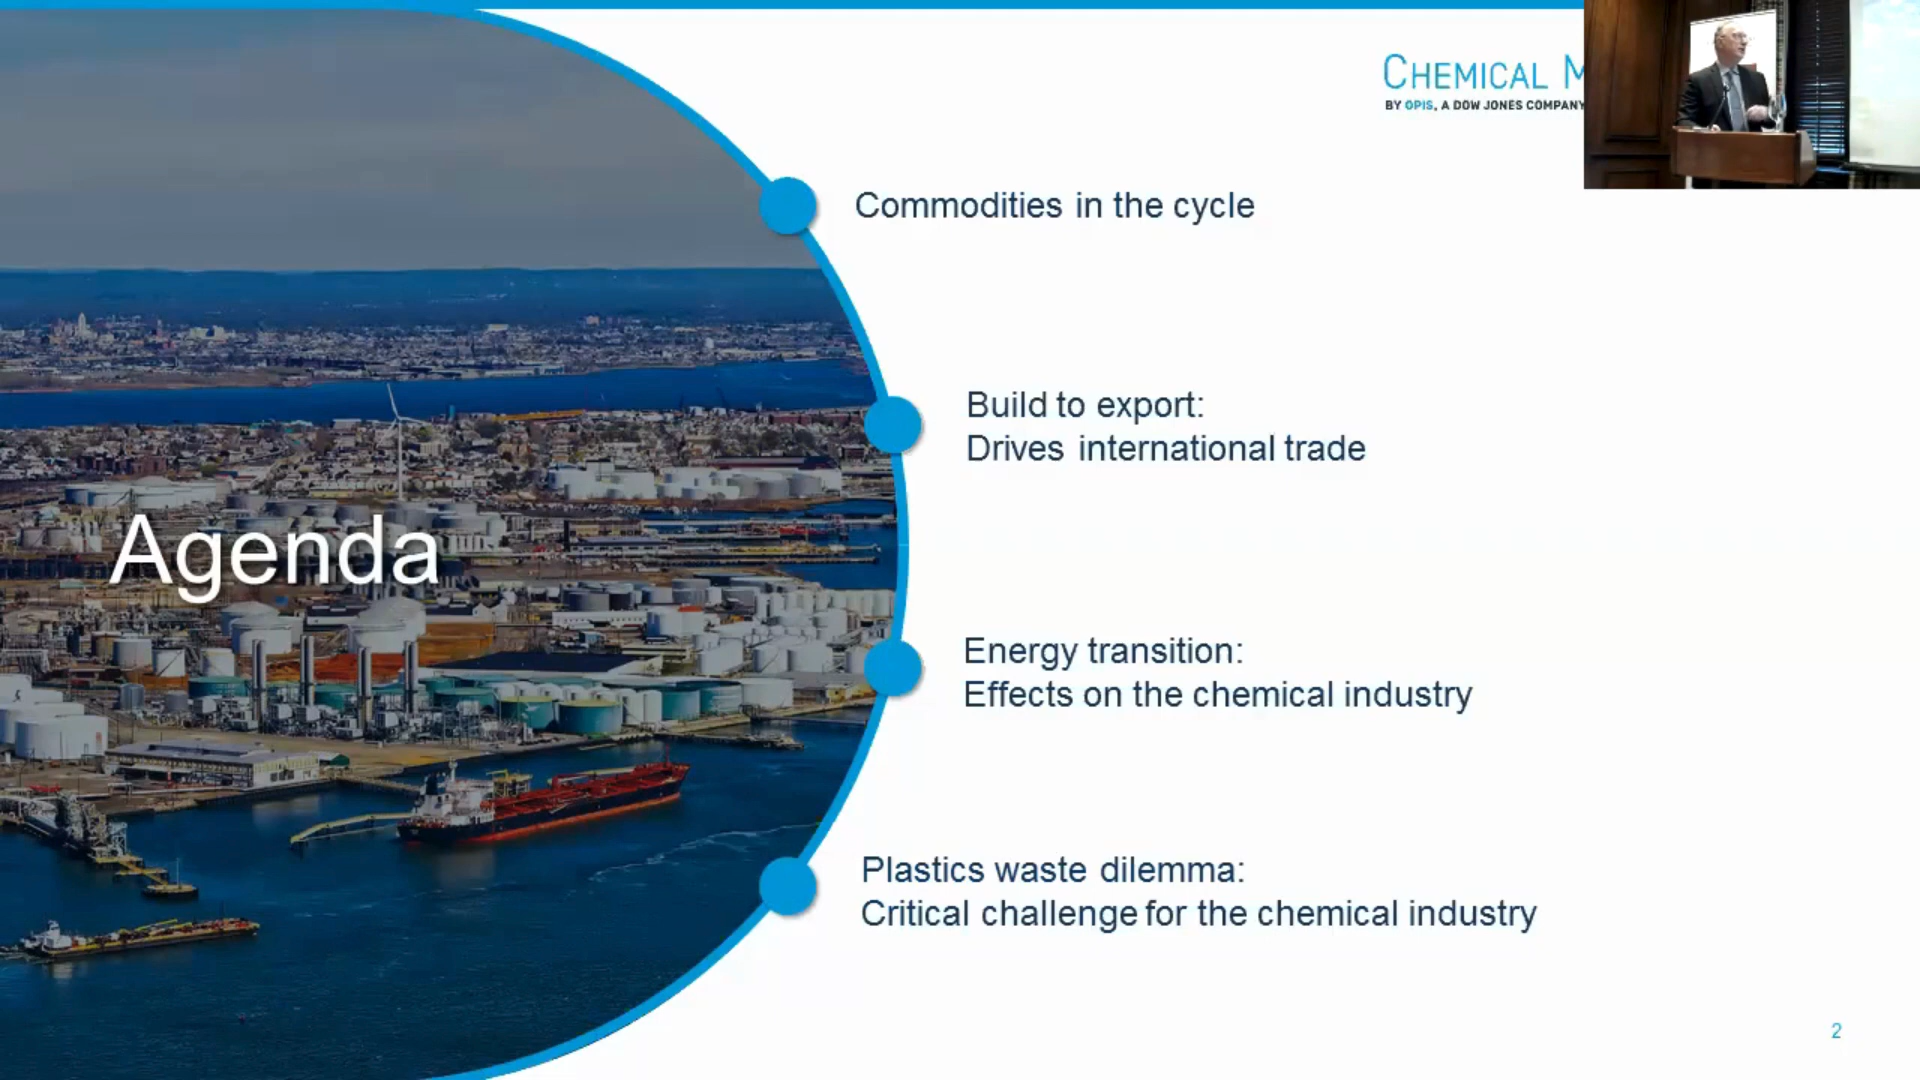 CHEMICAL
BY OPIS, A DOW JONES COMPANY
Commodities in the cycle
Build to export:
Drives international trade
Agenda
Energy transition:
Effects on the chemical industry
Plastics waste dilemma:
Critical challenge for the chemical industry
2